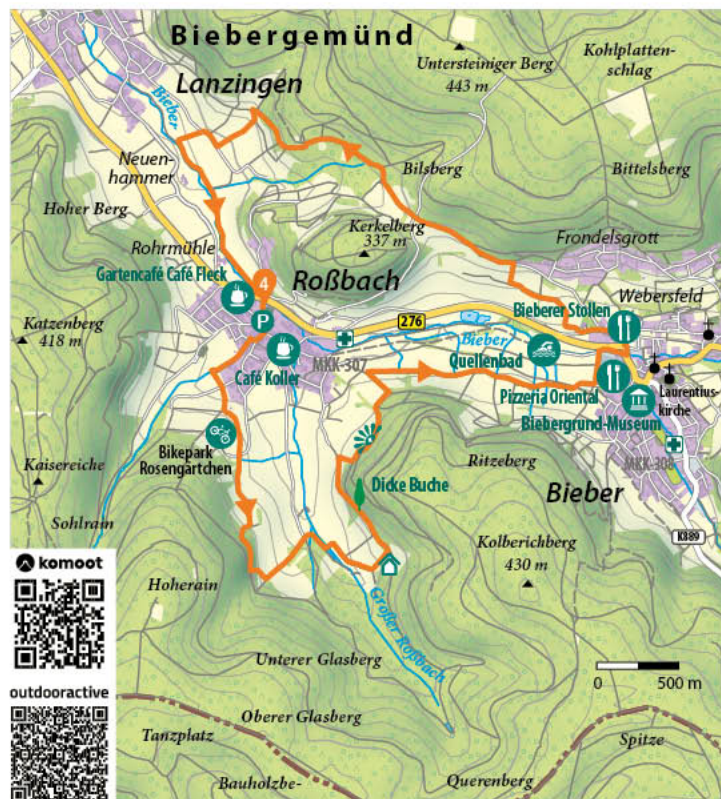 Biebergemünd
Lanzingen
Untersteiniger Berg
443 m
Kohlplatten-
schlag
Bieber
Neuen-
hammer
Bilsberg
Bittelsberg
Hoher Berg
Kerkelberg
337 m
Frondelsgrott
Rohrmühle
Gartencafé Café Fleck
4
Roßbach
P
Bieberer Stollen
Webersfeld
276
Katzenberg
418 m
Bieber
Quellenbad
MKK-307
Café Koller
Pizzeria Oriental
Laurentius-
kirche
Biebergrund-Museum
Bikepark
Rosengärtchen
Kaisereiche
Ritzeberg
MKK-308
Dicke Buche
Bieber
Sohlrain
K889
Kolberichberg
430 m
komoot
Hoherain
Großer Roßbach
Unterer Glasberg
0 500 m
outdooractive
Oberer Glasberg
Tanzplatz
Spitze
Bauholzbe-
Querenberg